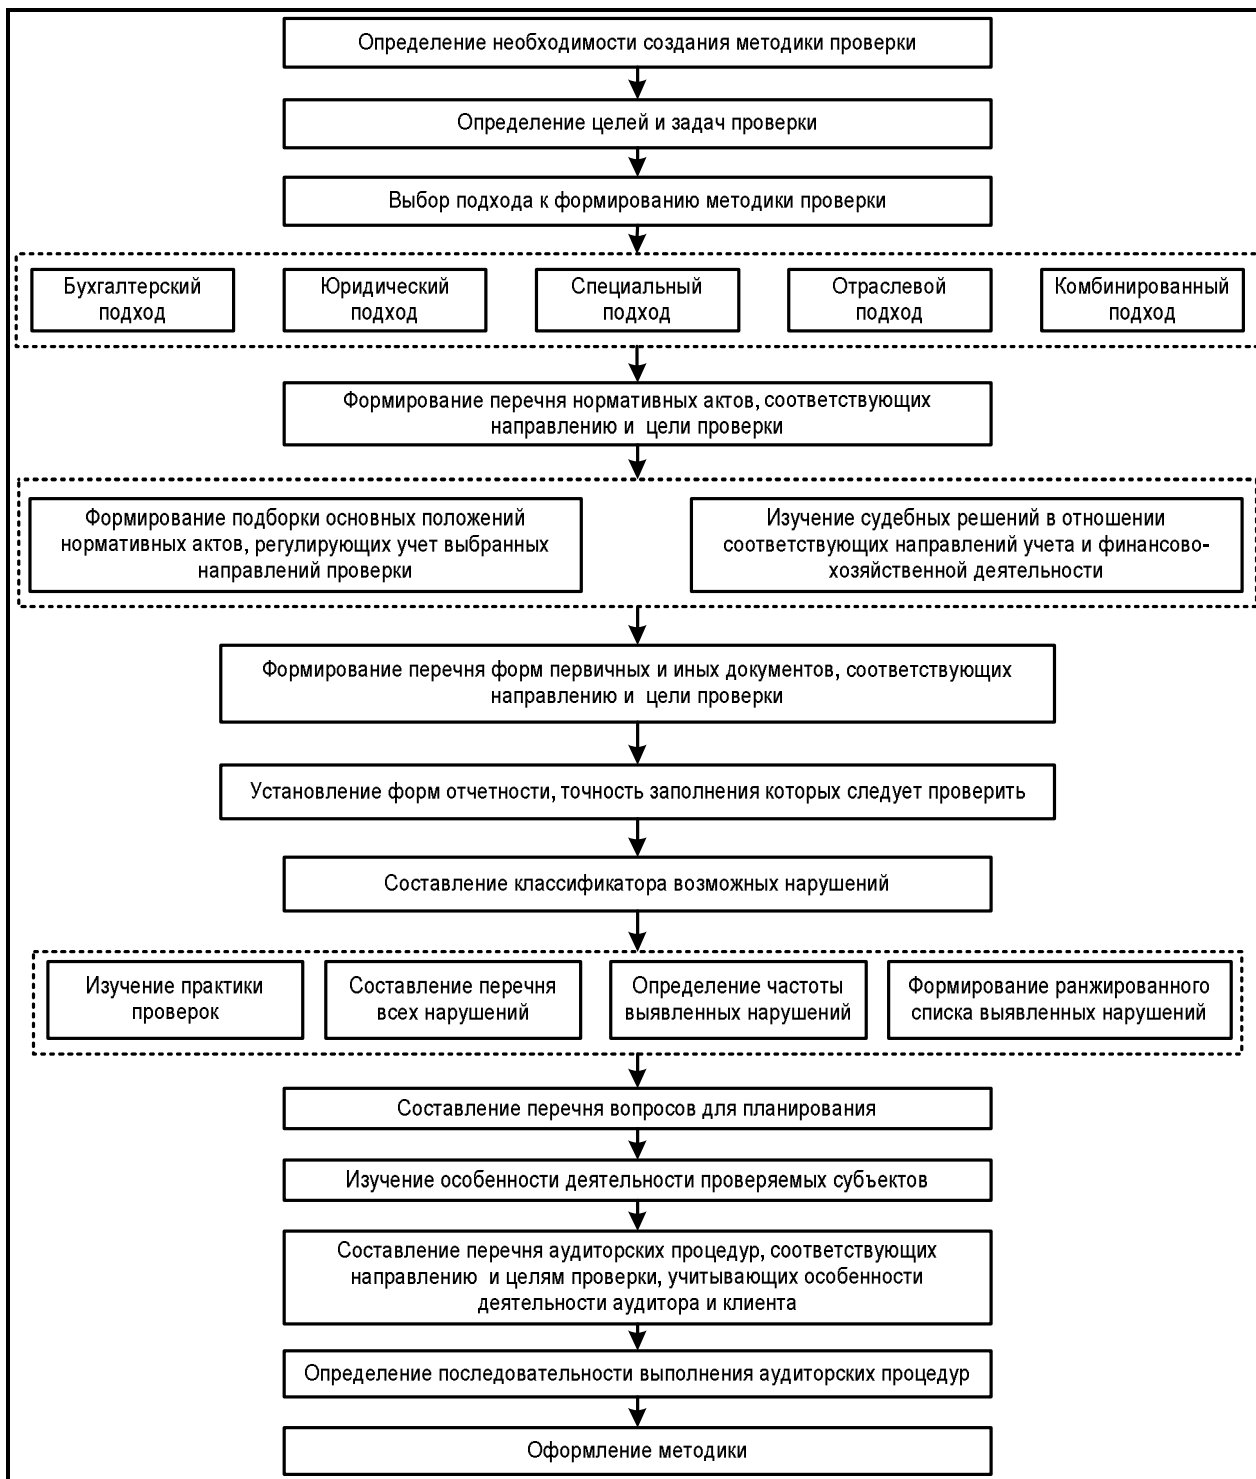 Определение необходимости создания методики проверки
Определение целей и задач проверки
Выбор подхода к формированию методики проверки
Бухгалтерский
подход
Юридический
подход
Специальный
подход
Отраслевой
подход
Комбинированный
подход
Формирование перечня нормативных актов, соответствующих
направлению и цели проверки
Формирование подборки основных положений
нормативных актов, регулирующих учет выбранных
направлений проверки
Изучение судебных решений в отношении
соответствующих направлений учета и финансово-
хозяйственной деятельности
Формирование перечня форм первичных и иных документов, соответствующих
направлению и цели проверки
Установление форм отчетности, точность заполнения которых следует проверить
Составление классификатора возможных нарушений
Изучение практики
проверок
Составление перечня
всех нарушений
Определение частоты
выявленных нарушений
Формирование ранжированного
списка выявленных нарушений
Составление перечня вопросов для планирования
Изучение особенности деятельности проверяемых субъектов
Составление перечня аудиторских процедур, соответствующих
направлению и целям проверки, учитывающих особенности
деятельности аудитора и клиента
Определение последовательности выполнения аудиторских процедур
Оформление методики